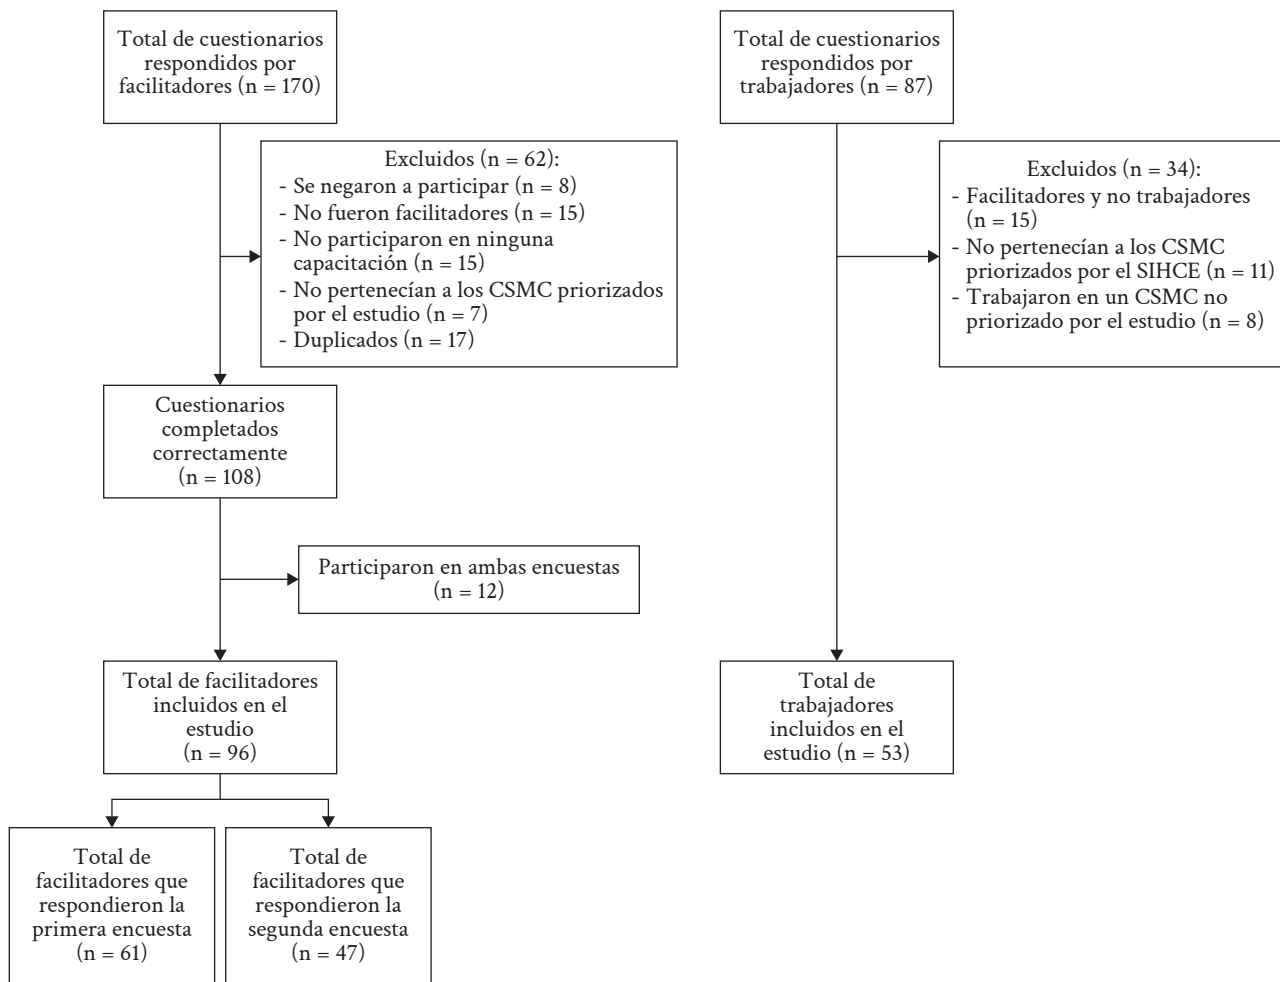 Total de cuestionarios
respondidos por
facilitadores (n = 170)
Excluidos (n = 62):
- Se negaron a participar (n = 8)
- No fueron facilitadores (n = 15)
- No participaron en ninguna
capacitación (n = 15)
- No pertenecían a los CSMC priorizados
por el estudio (n = 7)
- Duplicados (n = 17)
Cuestionarios
completados
correctamente
(n = 108)
Participaron en ambas encuestas
(n = 12)
Total de facilitadores
incluidos en el
estudio
(n = 96)
Total de
facilitadores que
respondieron la
primera encuesta
(n = 61)
Total de
facilitadores que
respondieron la
segunda encuesta
(n = 47)
Total de cuestionarios
respondidos por
trabajadores (n = 87)
Excluidos (n = 34):
- Facilitadores y no trabajadores
(n = 15)
- No pertenecían a los CSMC
priorizados por el SIHCE (n = 11)
- Trabajaron en un CSMC no
priorizado por el estudio (n = 8)
Total de
trabajadores
incluidos en el
estudio (n = 53)